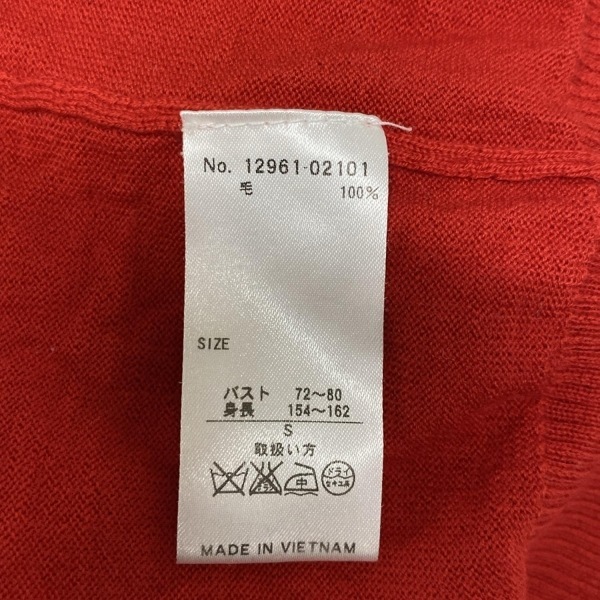 No. 12961-02101
毛 100%
SIZE
バスト 72～80
身長 154～162
S
取扱い方
中 ドライ
セキユ系
MADE IN VIETNAM